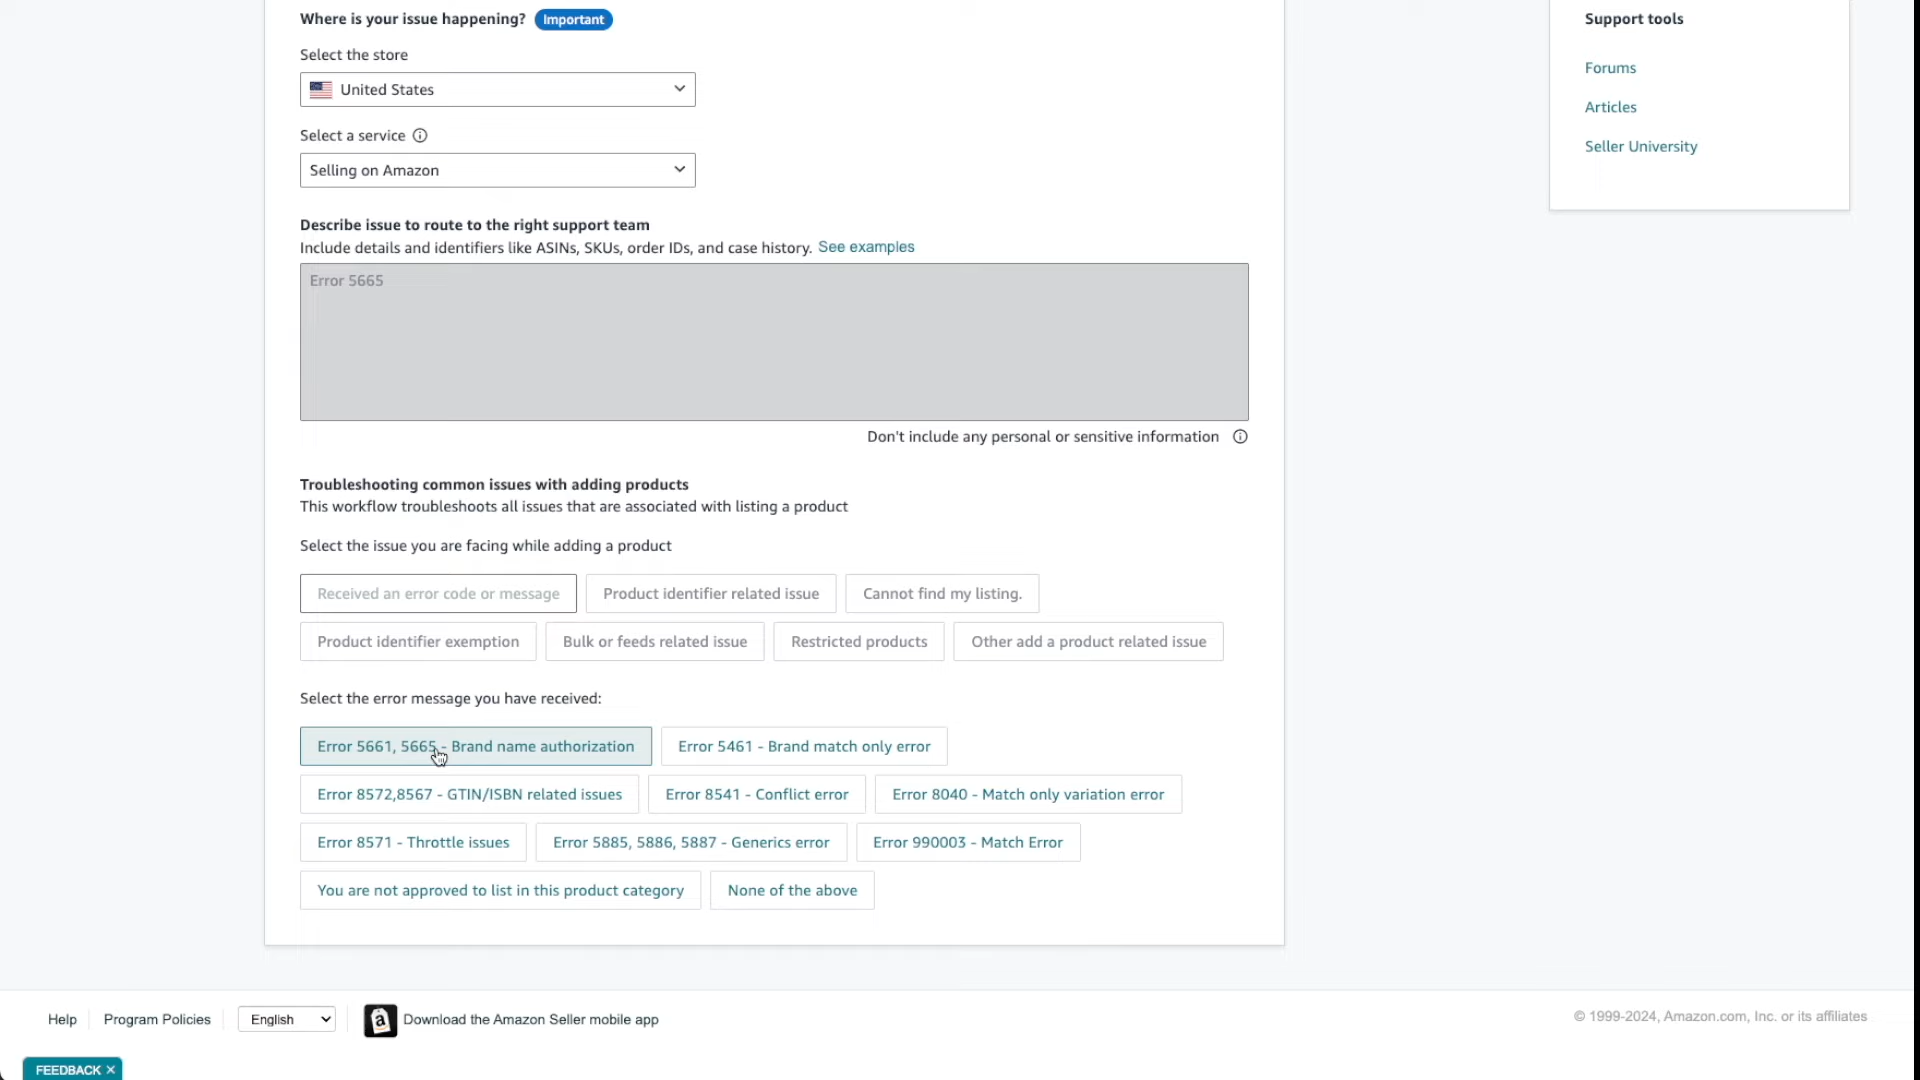 Where is your issue happening? Important
Support tools
Select the store
Forums
United States
Articles
Select a service
Seller University
Selling on Amazon
Describe issue to route to the right support team
Include details and identifiers like ASINs, SKUs, order IDs, and case history. See examples
Error 5665
Don't include any personal or sensitive information
Troubleshooting common issues with adding products
This workflow troubleshoots all issues that are associated with listing a product
Select the issue you are facing while adding a product
Received an error code or message Product identifier related issue Cannot find my listing.
Product identifier exemption Bulk or feeds related issue Restricted products Other add a product related issue
Select the error message you have received:
Error 5661, 5665 - Brand name authorization Error 5461 - Brand match only error
Error 8572,8567 - GTIN/ISBN related issues Error 8541 - Conflict error Error 8040 - Match only variation error
Error 8571 - Throttle issues Error 5885, 5886, 5887 - Generics error Error 990003 - Match Error
You are not approved to list in this product category None of the above
Help Program Policies English a Download the Amazon Seller mobile app © 1999-2024, Amazon.com, Inc. or its affiliates
FEEDBACK ×